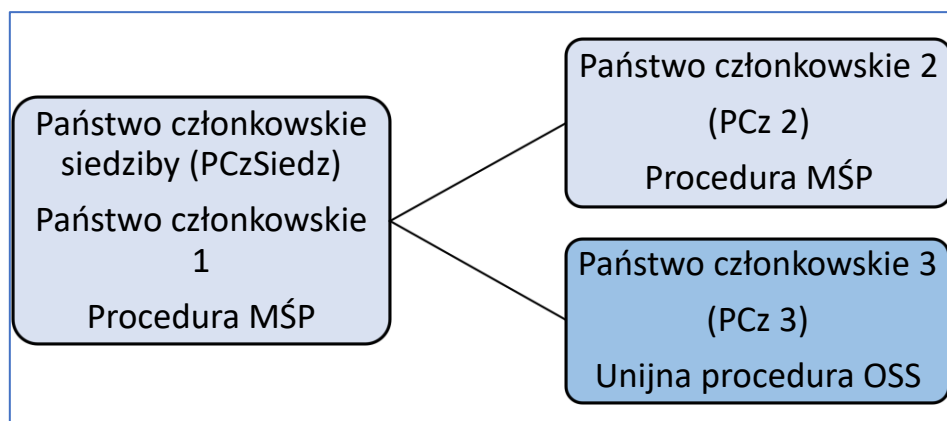 Państwo członkowskie
siedziby (PCzSiedz)
Państwo członkowskie
1
Procedura MŚP
Państwo członkowskie 2
(PCz 2)
Procedura MŚP
Państwo członkowskie 3
(PCz 3)
Unijna procedura OSS